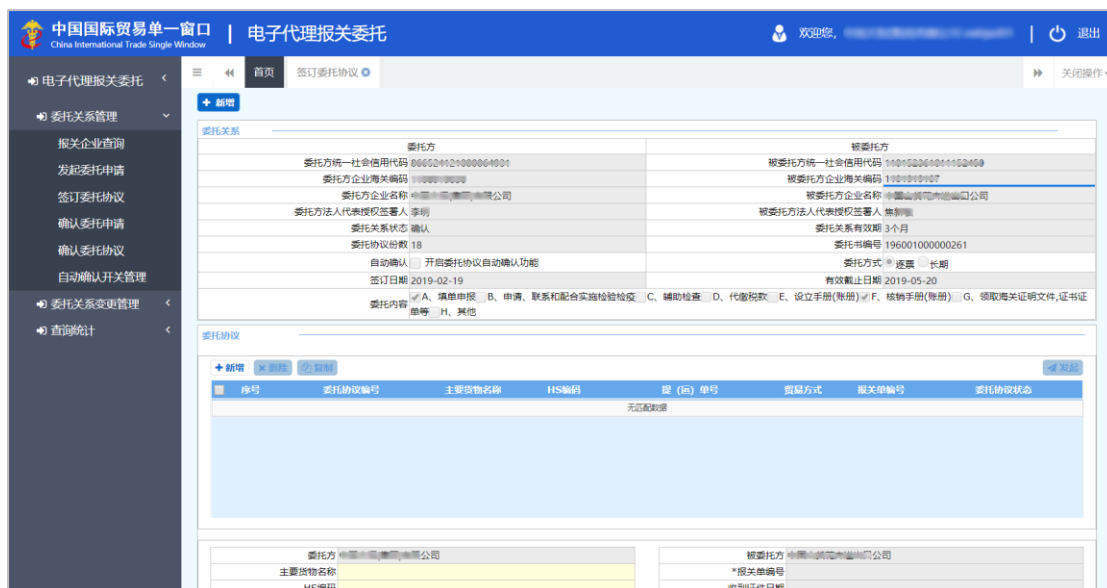 中国国际贸易单一窗口 | 电子代理报关委托
China International Trade Single Window
欢迎您,
退出
电子代理报关委托
首页
签订委托协议
关闭操作
新增
委托关系管理
报关企业查询
发起委托申请
签订委托协议
确认委托申请
确认委托协议
自动确认开关管理
委托关系变更管理
查询统计
委托关系
委托方 被委托方
委托方统一社会信用代码 被委托方统一社会信用代码
委托方企业海关编码 被委托方企业海关编码
委托方企业名称 公司 被委托方企业名称 公司
委托方法人代表授权签署人 李 被委托方法人代表授权签署人 焦
委托关系状态 确认 委托关系有效期 3个月
委托协议份数 18 委托书编号 196001000000261
自动确认 开启委托协议自动确认功能 委托方式 逐票 长期
签订日期 2019-02-19 有效截止日期 2019-05-20
委托内容 A、填单申报 B、申请、联系和配合实施检验检疫 C、辅助检查 D、代缴税款 E、设立手册(账册) F、核销手册(账册) G、领取海关证明文件,证书证
单等 H、其他
委托协议
新增 删除 复制 发起
序号 委托协议编号 主要货物名称 HS编码 提(运)单号 贸易方式 报关单编号 委托协议状态
无匹配数据
委托方 公司 被委托方 公司
主要货物名称 *报关单编号
HS编码 收到证件日期